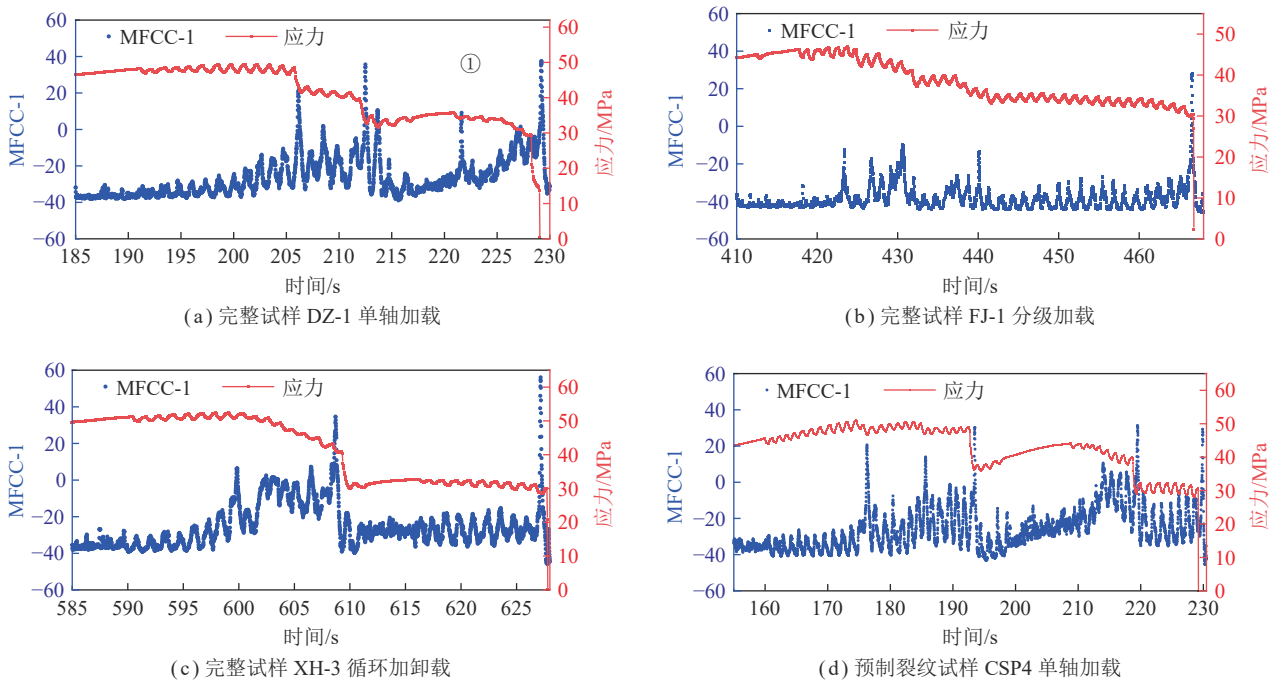 MFCC-1 应力 ①
60 40 20 0 −20 −40 −60
MFCC-1
60 50 40 30 20 10 0
应力/MPa
185 190 195 200 205 210 215 220 225 230
时间/s
(a) 完整试样 DZ-1 单轴加载
MFCC-1 应力
60 40 20 0 −20 −40 −60
MFCC-1
50 40 30 20 10 0
应力/MPa
410 420 430 440 450 460
时间/s
(b) 完整试样 FJ-1 分级加载
MFCC-1 应力
60 40 20 0 −20 −40 −60
MFCC-1
60 50 40 30 20 10 0
应力/MPa
585 590 595 600 605 610 615 620 625
时间/s
(c) 完整试样 XH-3 循环加卸载
MFCC-1 应力
60 40 20 0 −20 −40 −60
MFCC-1
60 50 40 30 20 10 0
应力/MPa
160 170 180 190 200 210 220 230
时间/s
(d) 预制裂纹试样 CSP4 单轴加载